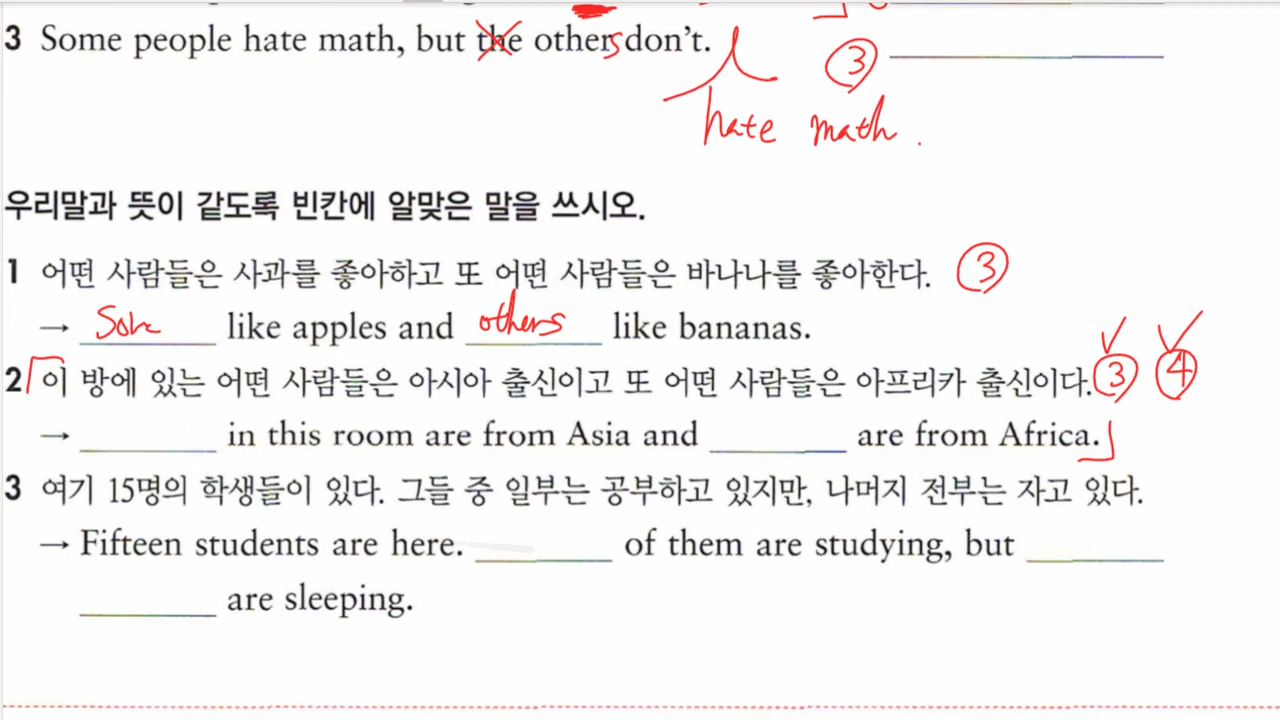 3 Some people hate math, but the others don't.
③
hate math.
우리말과 뜻이 같도록 빈칸에 알맞은 말을 쓰시오.
1 어떤 사람들은 사과를 좋아하고 또 어떤 사람들은 바나나를 좋아한다. ③
→ like apples and others like bananas.
2 이 방에 있는 어떤 사람들은 아시아 출신이고 또 어떤 사람들은 아프리카 출신이다. ③ ④
→ in this room are from Asia and are from Africa.
3 여기 15명의 학생들이 있다. 그들 중 일부는 공부하고 있지만, 나머지 전부는 자고 있다.
→ Fifteen students are here. of them are studying, but
are sleeping.